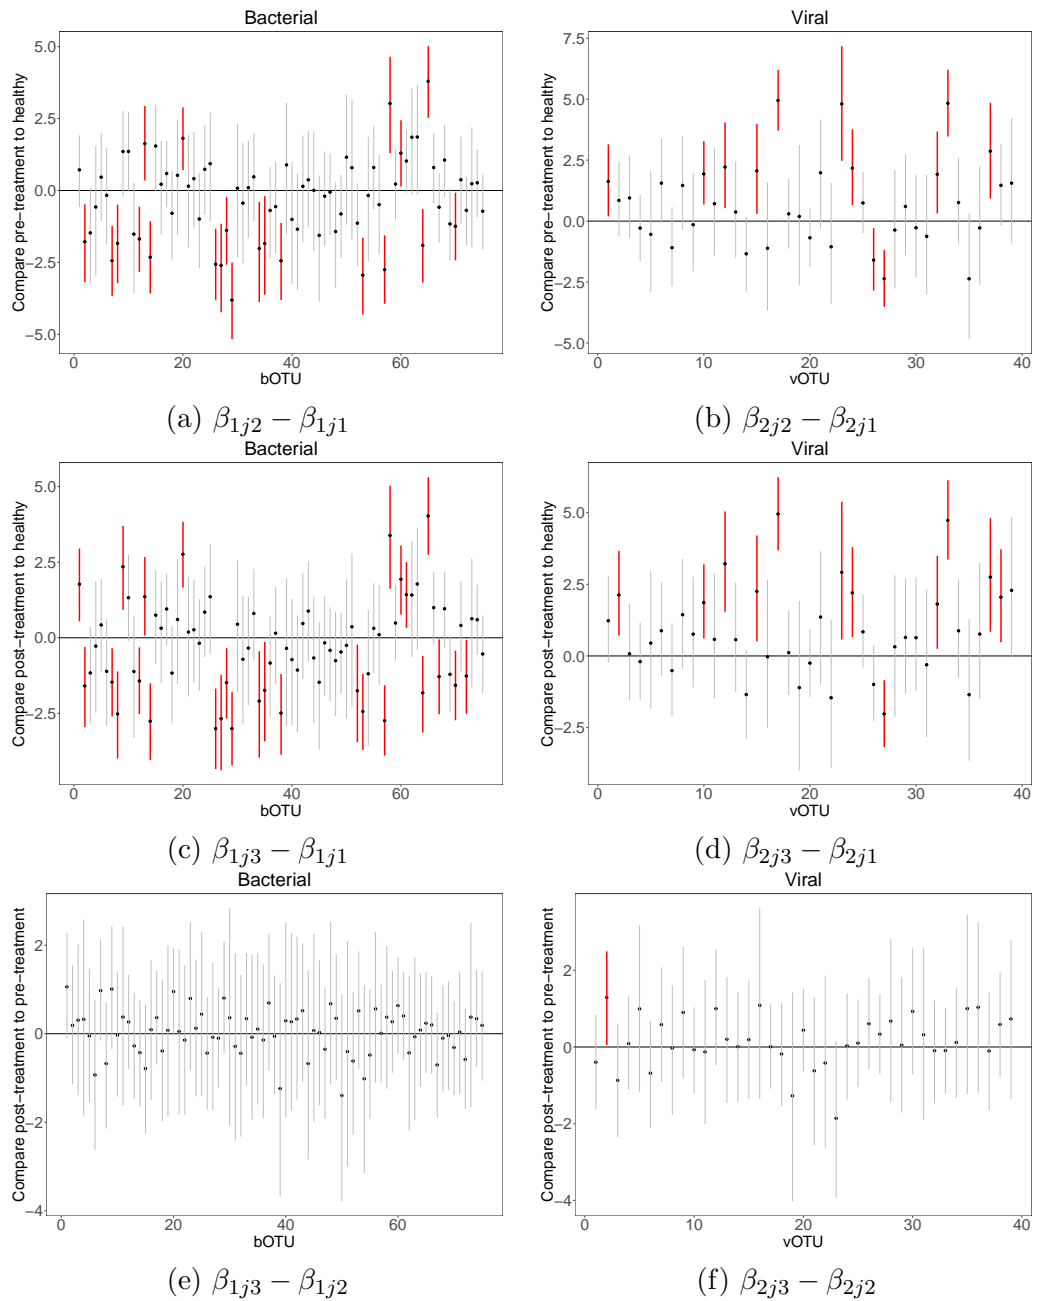 Bacterial
Compare pre-treatment to healthy
5.0
2.5
0.0
−2.5
−5.0
0 20 40 60
bOTU
(a) β1j2 − β1j1
Viral
Compare pre-treatment to healthy
7.5
5.0
2.5
0.0
−2.5
−5.0
0 10 20 30 40
vOTU
(b) β2j2 − β2j1
Bacterial
Compare post-treatment to healthy
5.0
2.5
0.0
−2.5
0 20 40 60
bOTU
(c) β1j3 − β1j1
Viral
Compare post-treatment to healthy
5.0
2.5
0.0
−2.5
0 10 20 30 40
vOTU
(d) β2j3 − β2j1
Bacterial
Compare post-treatment to pre-treatment
2
0
−2
−4
0 20 40 60
bOTU
(e) β1j3 − β1j2
Viral
Compare post-treatment to pre-treatment
2
0
−2
−4
0 10 20 30 40
vOTU
(f) β2j3 − β2j2